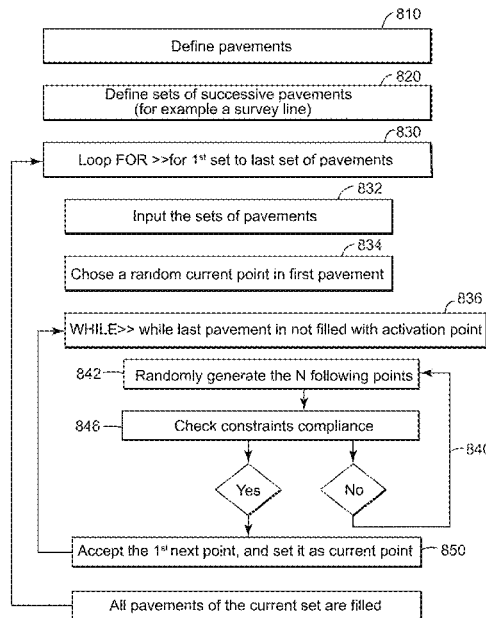 810
Define pavements
820
Define sets of successive pavements
(for example a survey line)
830
Loop FOR >>for 1st set to last set of pavements
832
Input the sets of pavements
834
Chose a random current point in first pavement
836
WHILE>> while last pavement in not filled with activation point
842
Randomly generate the N following points
846
Check constraints compliance
840
Yes
No
Accept the 1st next point, and set it as current point
850
All pavements of the current set are filled